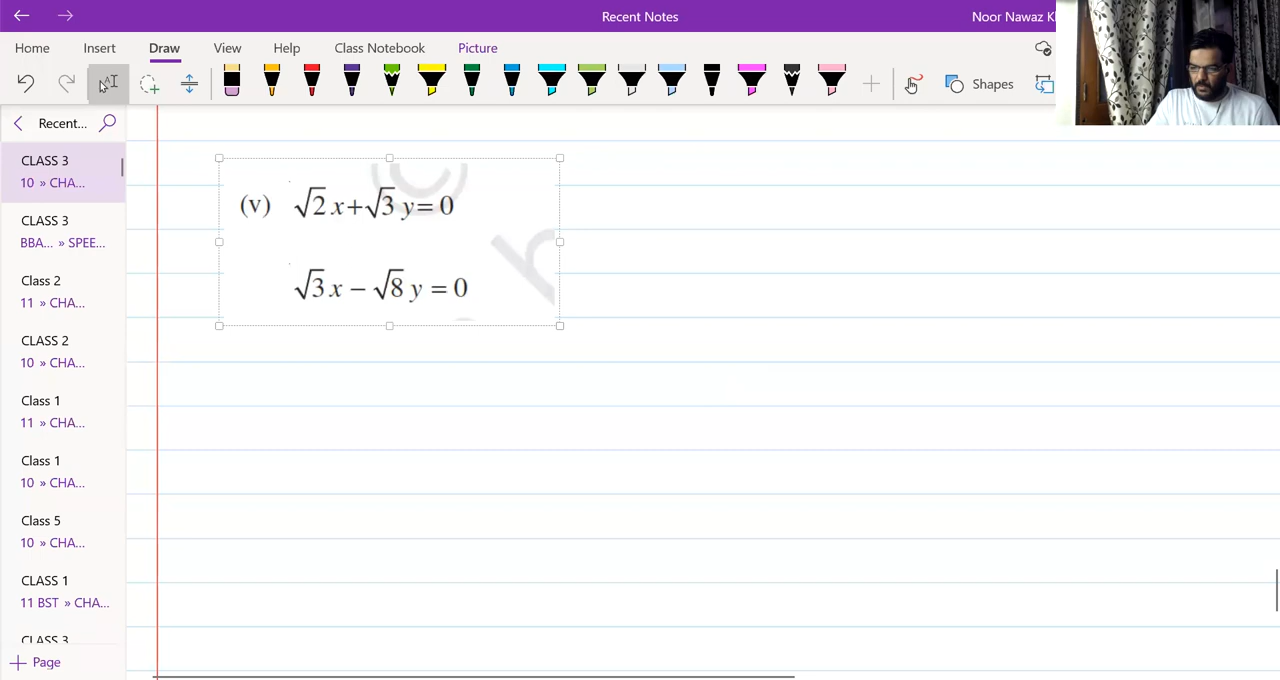 Recent Notes
Noor Nawaz Kh
Home Insert Draw View Help Class Notebook Picture
Shapes
Recent...
CLASS 3
10 » CHA...
CLASS 3
BBA... » SPEE...
Class 2
11 » CHA...
CLASS 2
10 » CHA...
Class 1
11 » CHA...
Class 1
10 » CHA...
Class 5
10 » CHA...
CLASS 1
11 BST » CHA...
CLASS 3
Page
(v) √2 x+√3 y= 0
√3 x − √8 y = 0